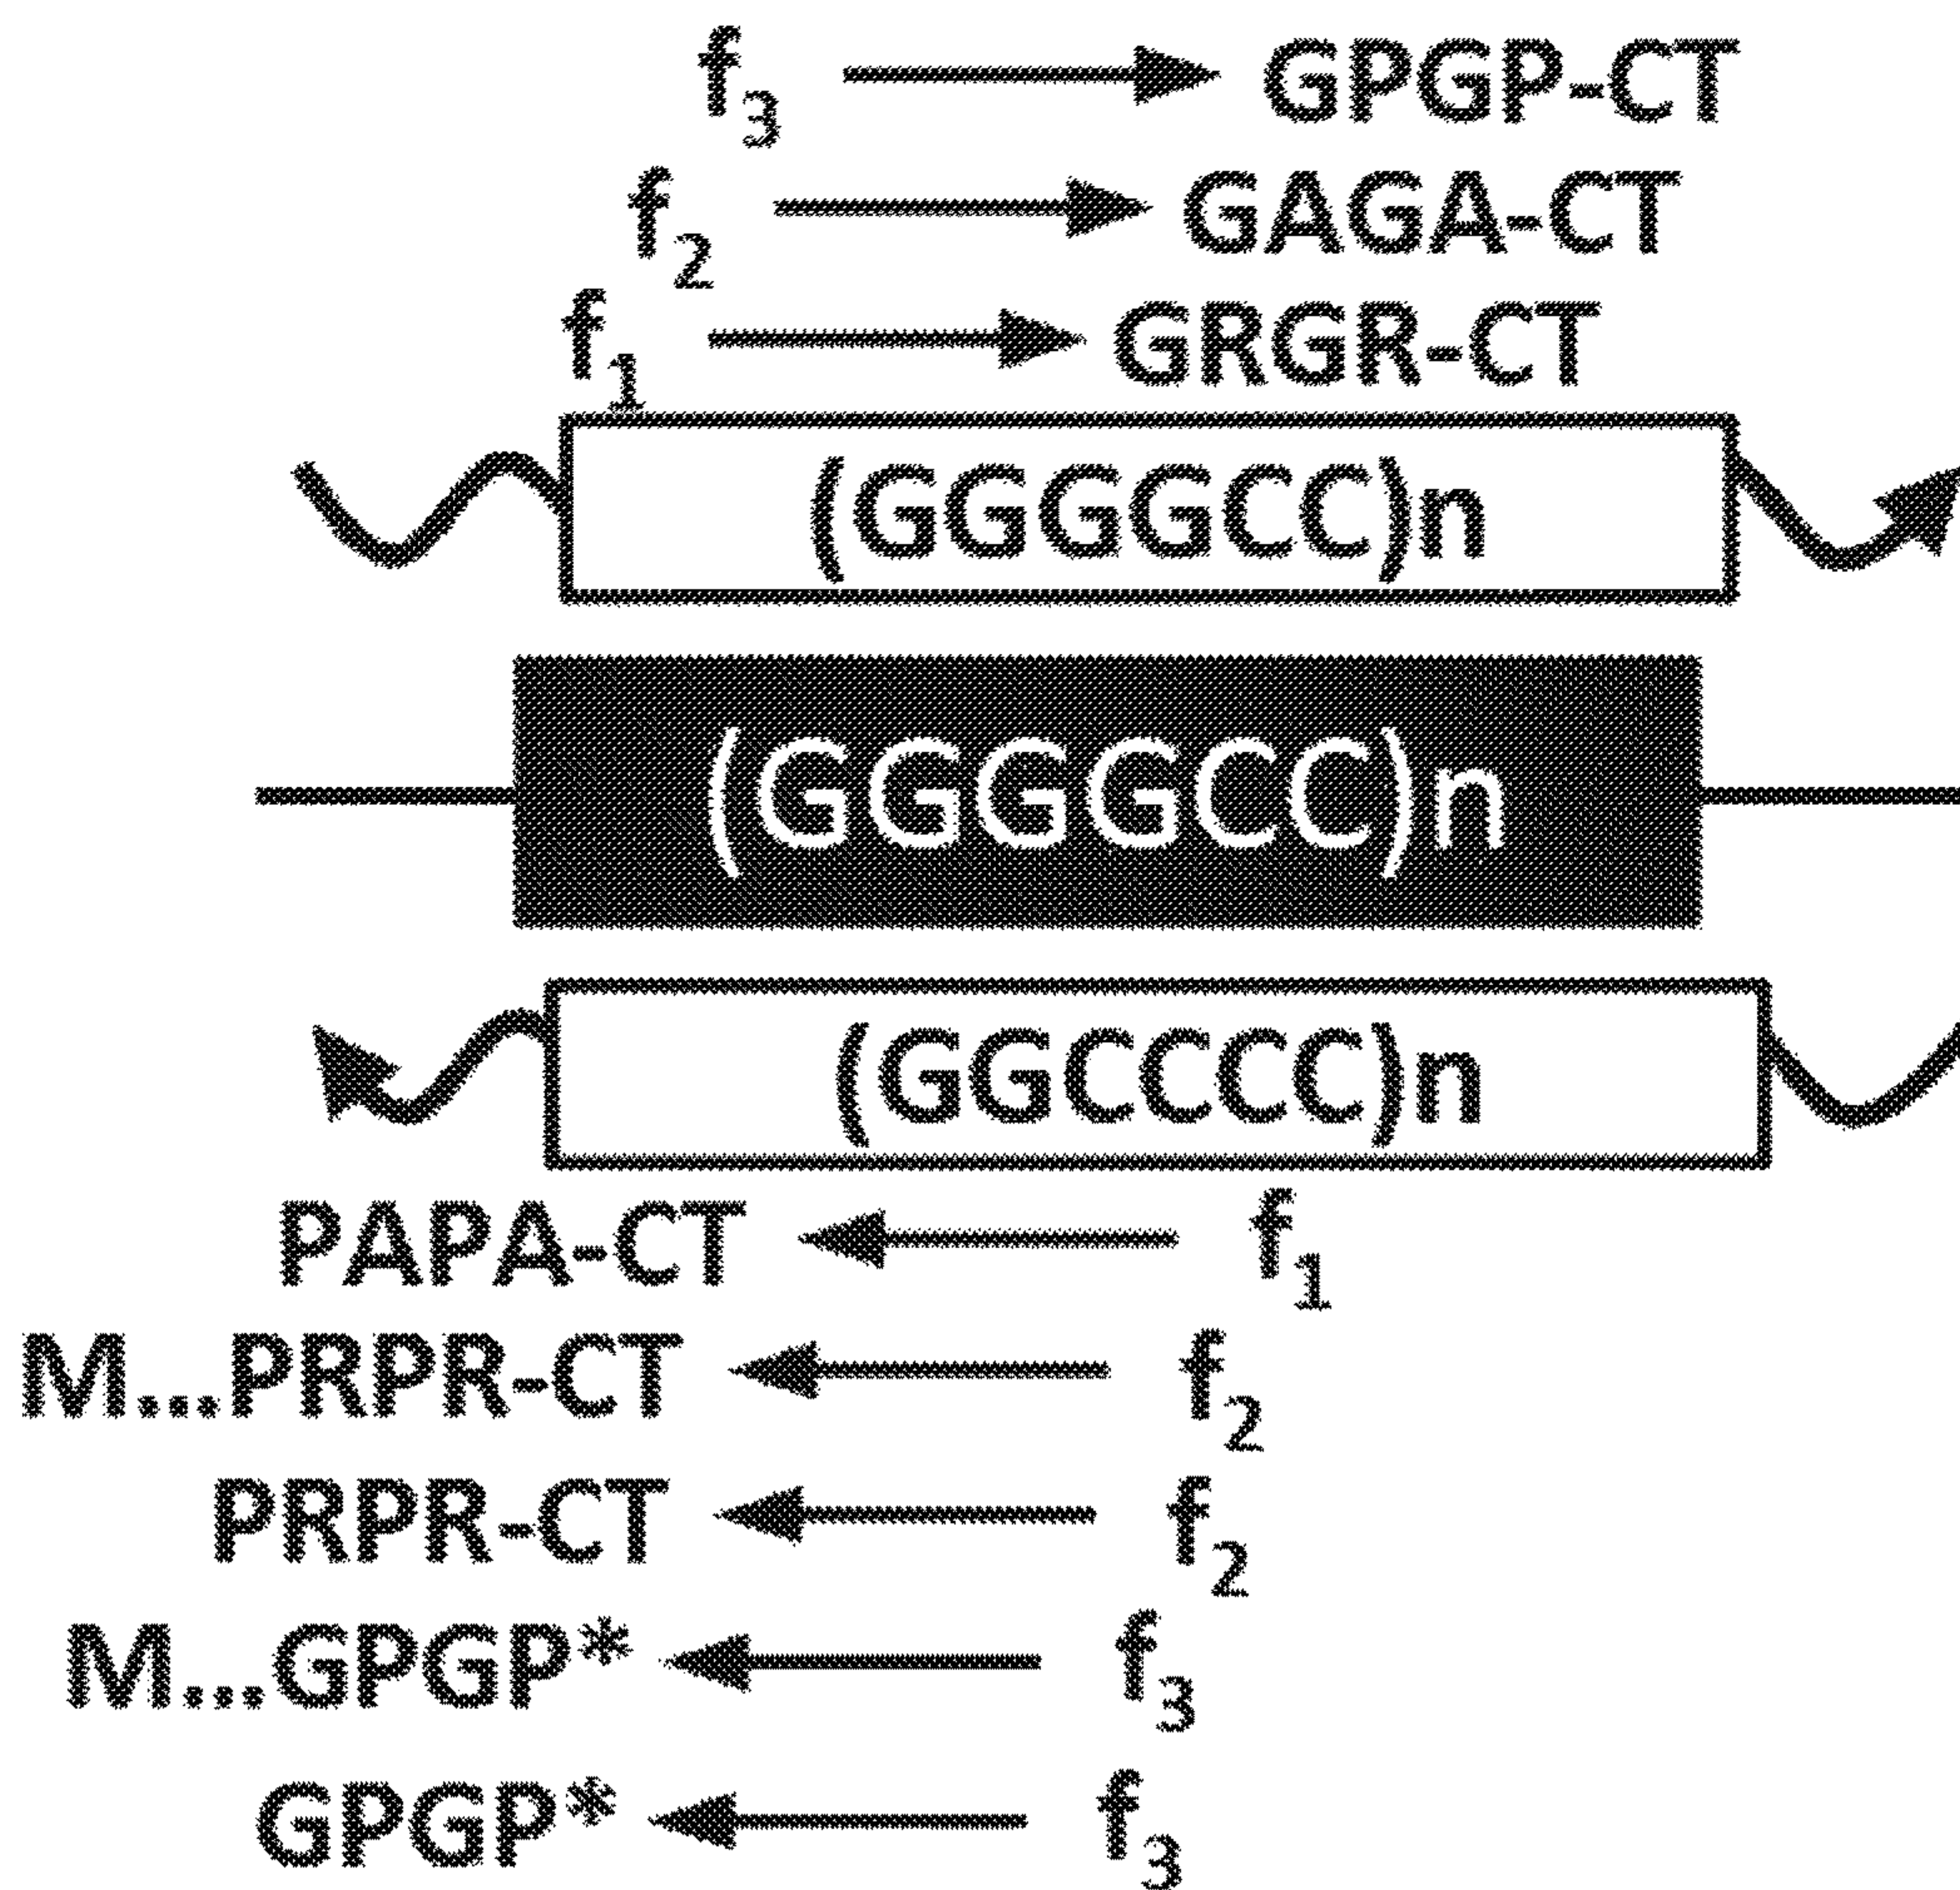 f3 GPGP-CT
f2 GAGA-CT
f1 GRGR-CT
(GGGGCC)n
(GGGGCC)n
(GGCCCC)n
PAPA-CT f1
M...PRPR-CT f2
PRPR-CT f2
M...GPGP* f3
GPGP* f3